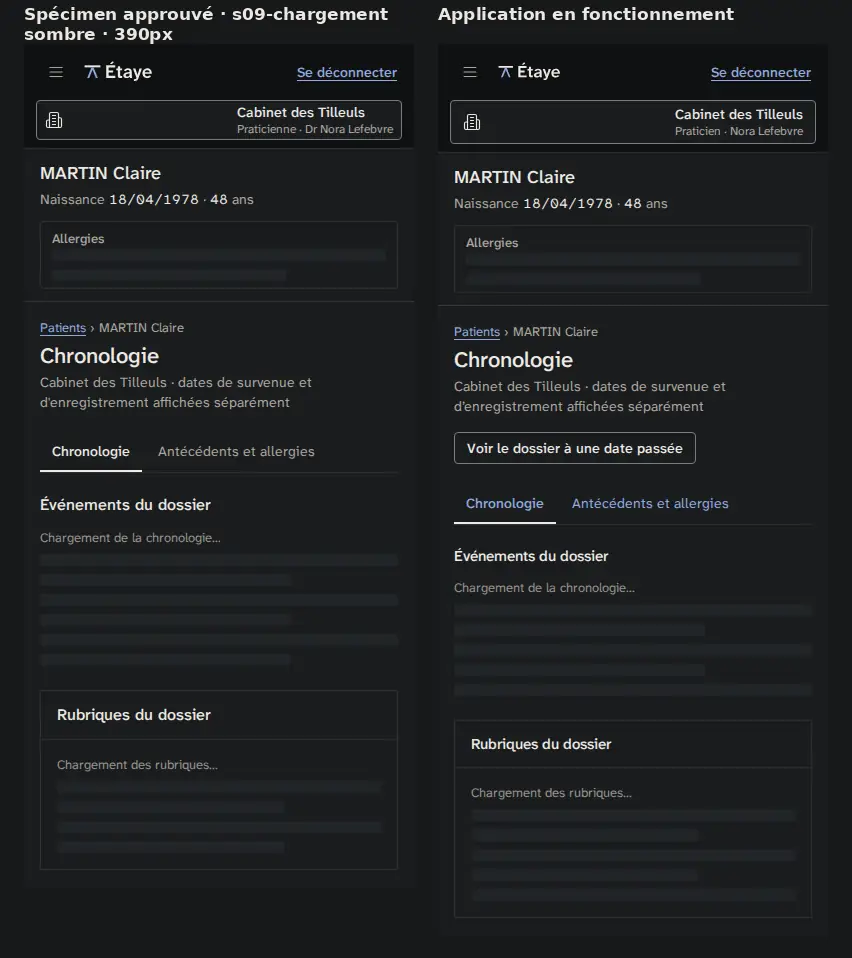 Spécimen approuvé · s09-chargement
sombre · 390px
Étaye
Se déconnecter
Cabinet des Tilleuls
Praticienne · Dr Nora Lefebvre
MARTIN Claire
Naissance 18/04/1978 · 48 ans
Allergies
Patients › MARTIN Claire
Chronologie
Cabinet des Tilleuls · dates de survenue et
d'enregistrement affichées séparément
Chronologie
Antécédents et allergies
Événements du dossier
Chargement de la chronologie…
Rubriques du dossier
Chargement des rubriques…
Application en fonctionnement
Étaye
Se déconnecter
Cabinet des Tilleuls
Praticien · Nora Lefebvre
MARTIN Claire
Naissance 18/04/1978 · 48 ans
Allergies
Patients › MARTIN Claire
Chronologie
Cabinet des Tilleuls · dates de survenue et
d'enregistrement affichées séparément
Voir le dossier à une date passée
Chronologie
Antécédents et allergies
Événements du dossier
Chargement de la chronologie…
Rubriques du dossier
Chargement des rubriques…